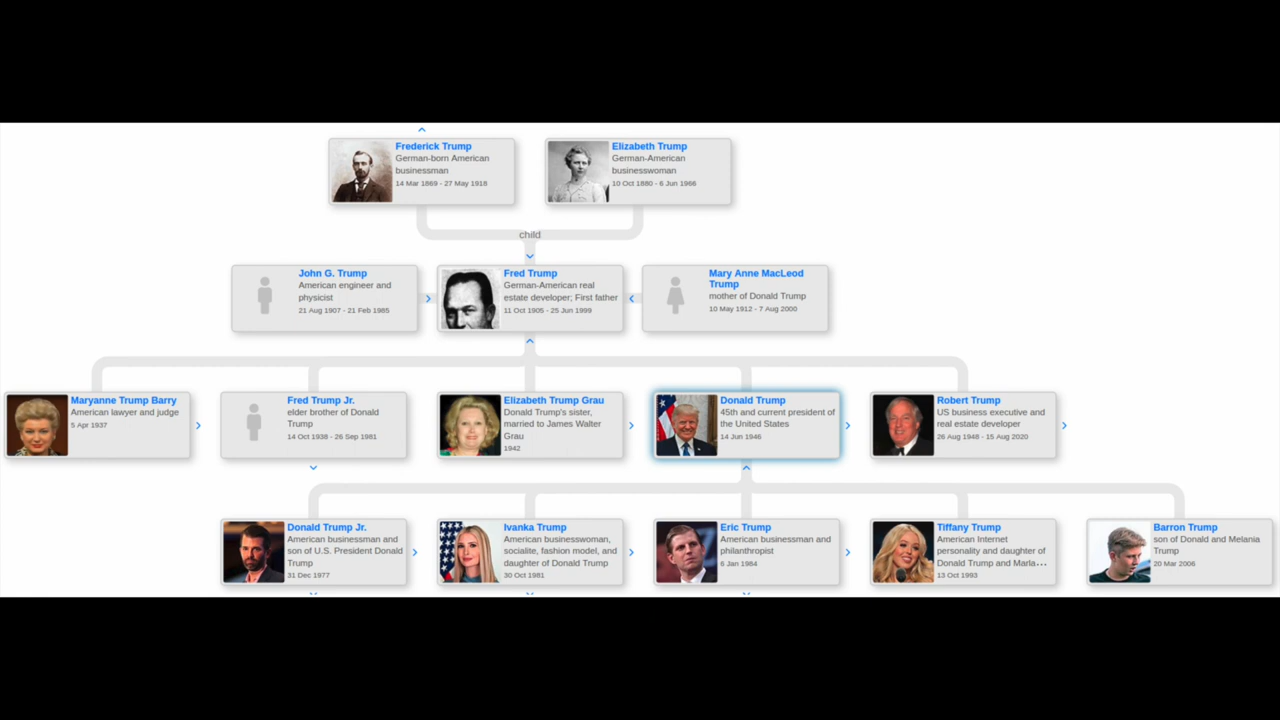 Frederick Trump
German-born American
businessman
14 Mar 1869 - 27 May 1918
Elizabeth Trump
German-American
businesswoman
10 Oct 1880 - 6 Jun 1966
child
John G. Trump
American engineer and
physicist
21 Aug 1907 - 21 Feb 1985
Fred Trump
German-American real
estate developer; First father
11 Oct 1905 - 25 Jun 1999
Mary Anne MacLeod
Trump
mother of Donald Trump
10 May 1912 - 7 Aug 2000
Maryanne Trump Barry
American lawyer and judge
5 Apr 1937
Fred Trump Jr.
elder brother of Donald
Trump
14 Oct 1938 - 26 Sep 1981
Elizabeth Trump Grau
Donald Trump's sister,
married to James Walter
Grau
1942
Donald Trump
45th and current president of
the United States
14 Jun 1946
Robert Trump
US business executive and
real estate developer
26 Aug 1948 - 15 Aug 2020
Donald Trump Jr.
American businessman and
son of U.S. President Donald
Trump
31 Dec 1977
Ivanka Trump
American businesswoman,
socialite, fashion model, and
daughter of Donald Trump
30 Oct 1981
Eric Trump
American businessman and
philanthropist
6 Jan 1984
Tiffany Trump
American Internet
personality and daughter of
Donald Trump and Marla...
13 Oct 1993
Barron Trump
son of Donald and Melania
Trump
20 Mar 2006